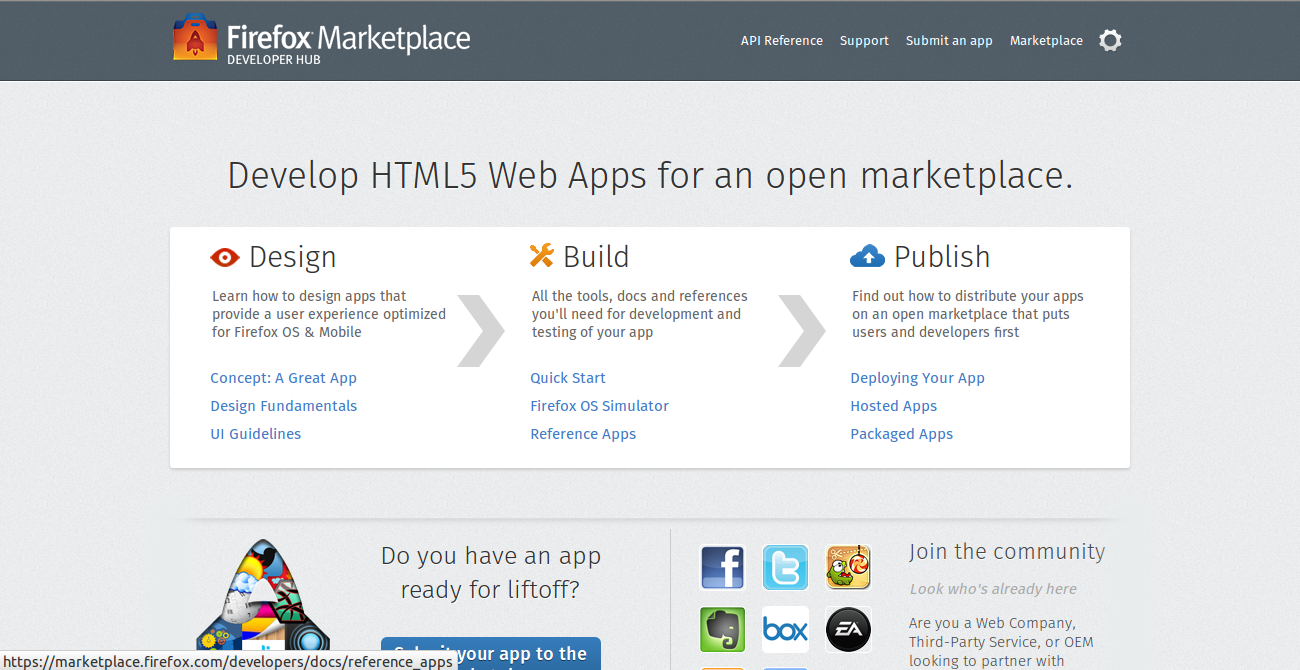 Firefox Marketplace
DEVELOPER HUB
API Reference Support Submit an app Marketplace
Develop HTML5 Web Apps for an open marketplace.
Design
Learn how to design apps that
provide a user experience optimized
for Firefox OS & Mobile
Concept: A Great App
Design Fundamentals
UI Guidelines
Build
All the tools, docs and references
you'll need for development and
testing of your app
Quick Start
Firefox OS Simulator
Reference Apps
Publish
Find out how to distribute your apps
on an open marketplace that puts
users and developers first
Deploying Your App
Hosted Apps
Packaged Apps
Do you have an app
ready for liftoff?
your app to the
f
t
box
EA
Join the community
Look who's already here
Are you a Web Company,
Third-Party Service, or OEM
looking to partner with
https://marketplace.firefox.com/developers/docs/reference_apps